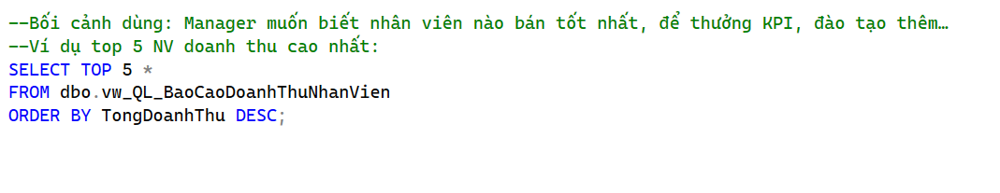 --Bối cảnh dùng: Manager muốn biết nhân viên nào bán tốt nhất, để thưởng KPI, đào tạo thêm…
--Ví dụ top 5 NV doanh thu cao nhất:
SELECT TOP 5 *
FROM dbo.vw_QL_BaoCaoDoanhThuNhanVien
ORDER BY TongDoanhThu DESC;